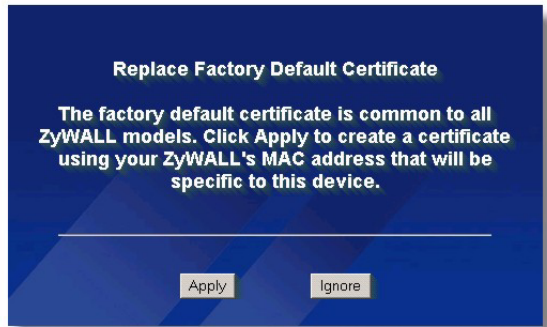 Replace Factory Default Certificate
The factory default certificate is common to all
ZyWALL models. Click Apply to create a certificate
using your ZyWALL's MAC address that will be
specific to this device.
Apply Ignore